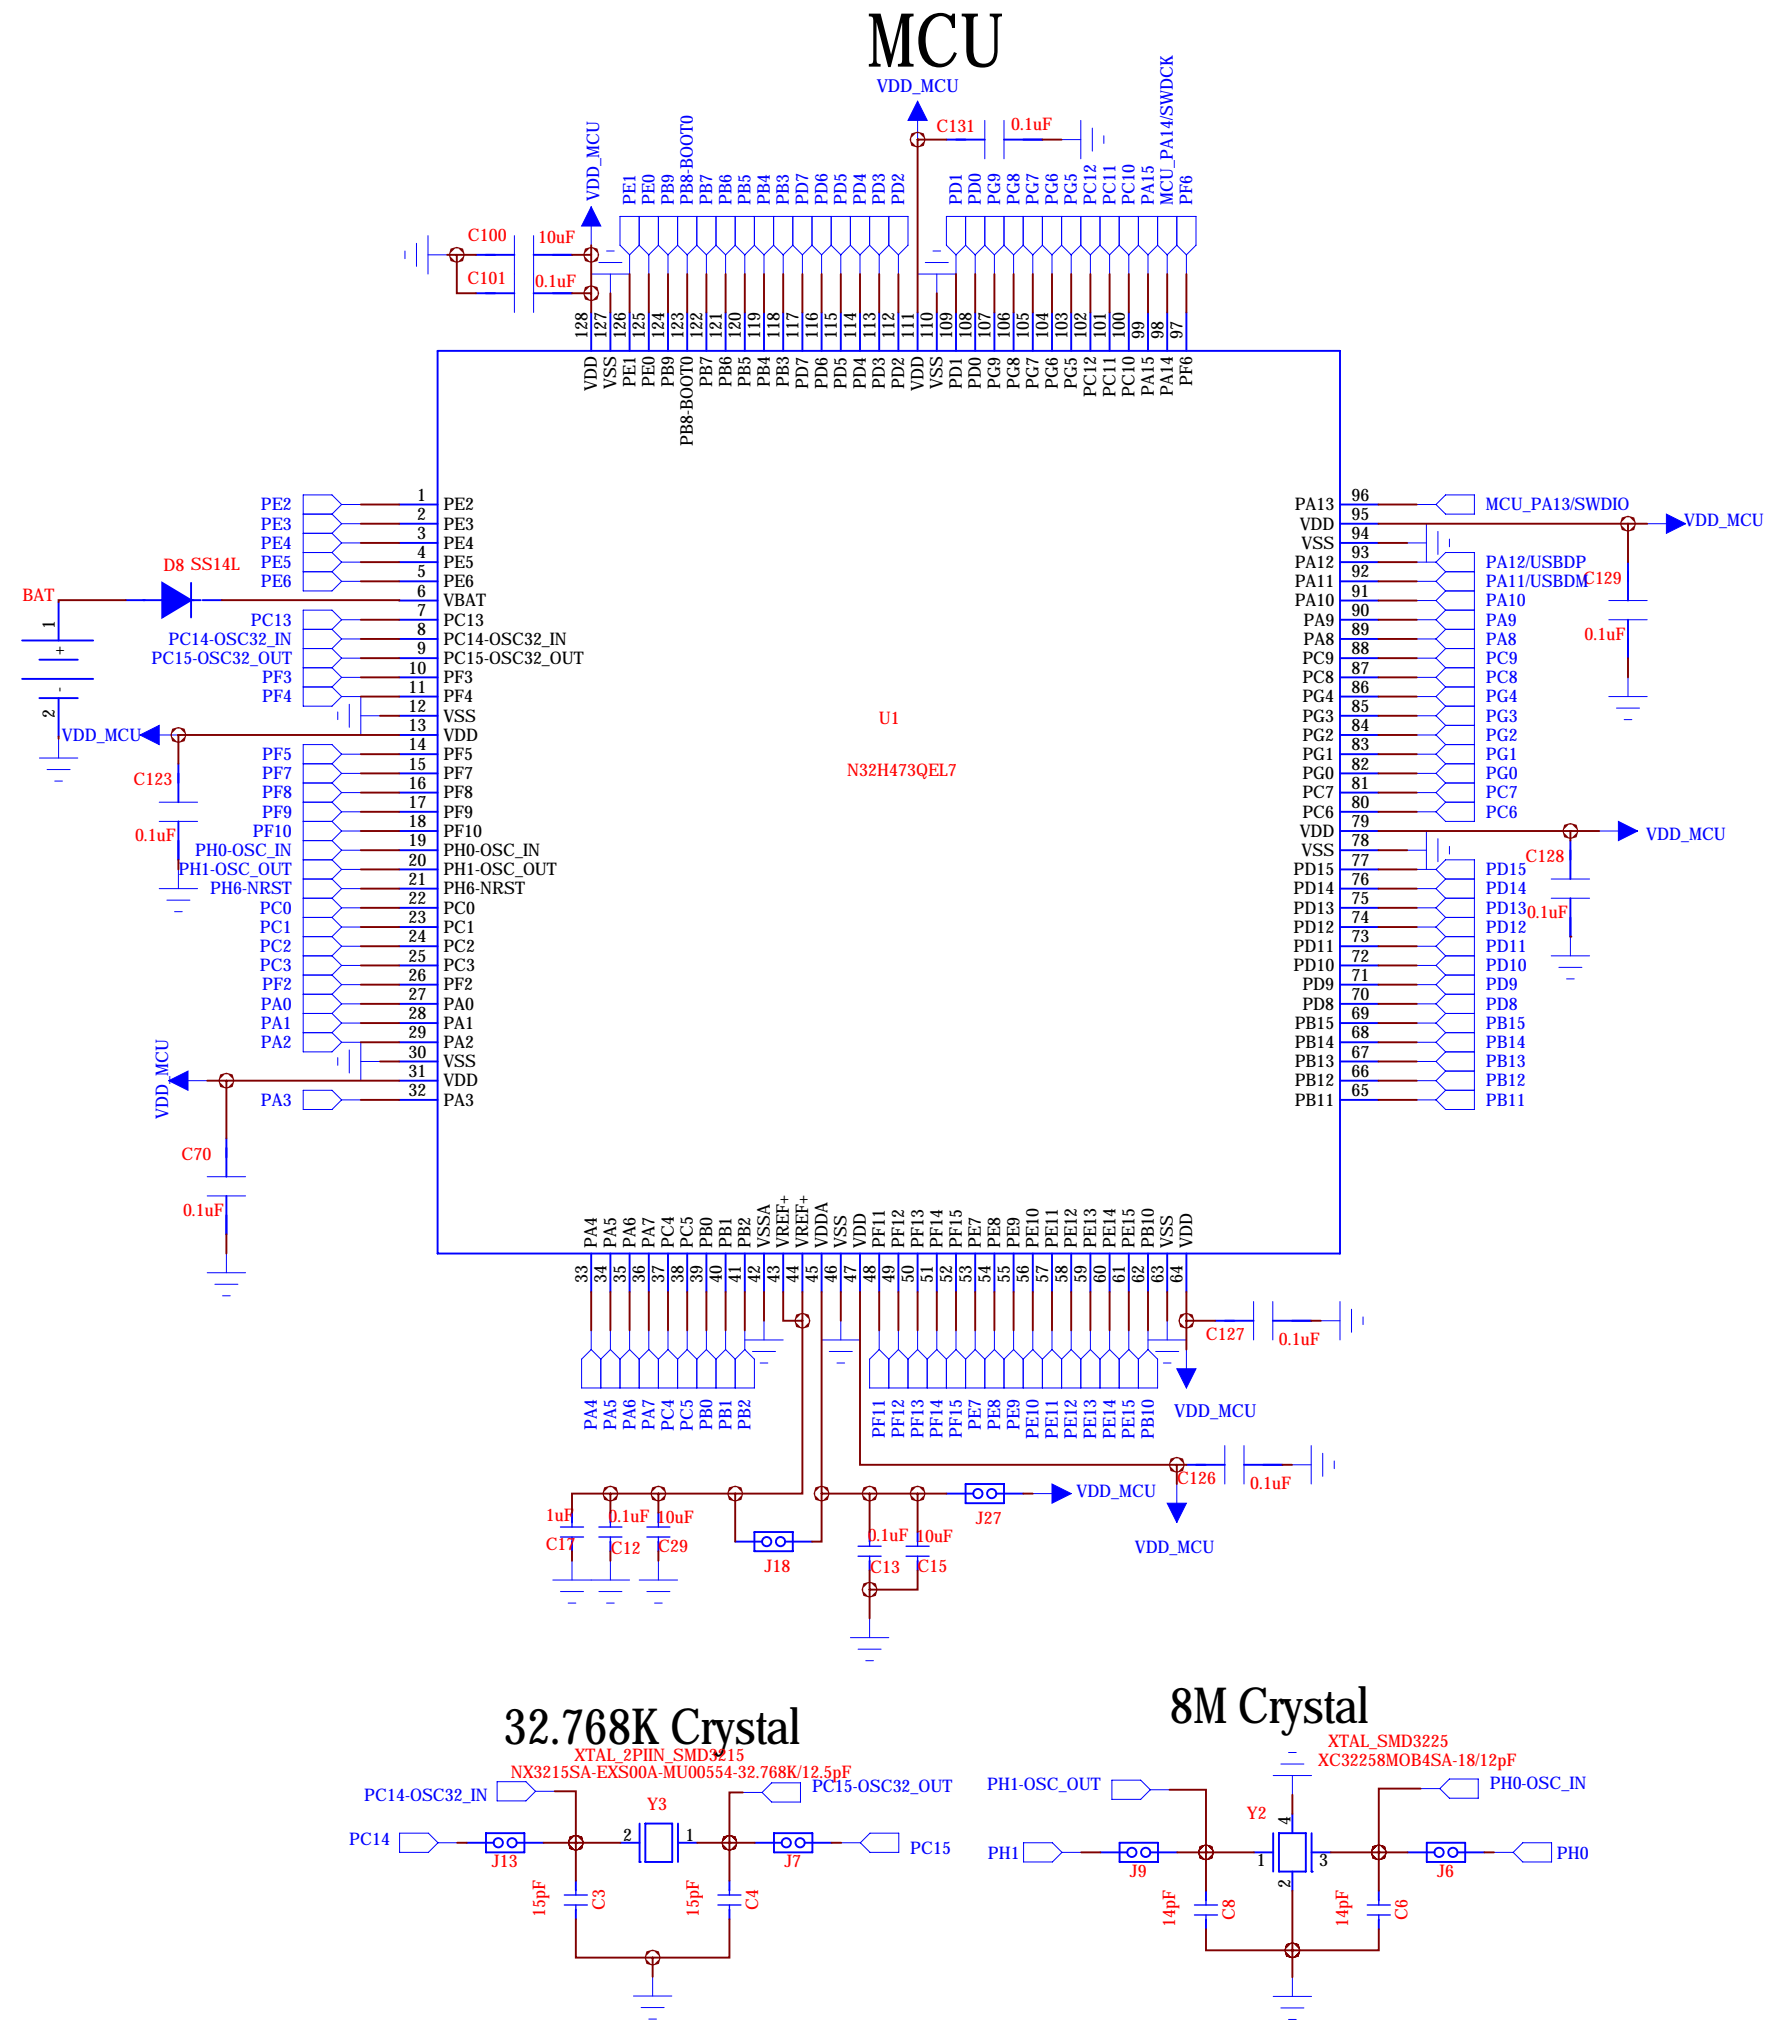 MCU
VDD_MCU
C131
0.1uF
VDD_MCU
PE1
PE0
PB9
PB8-BOOT0
PB7
PB6
PB5
PB4
PB3
PD7
PD6
PD5
PD4
PD3
PD2
PD1
PD0
PG9
PG8
PG7
PG6
PG5
PC12
PC11
PC10
PA15
MCU_PA14/SWDCK
PF6
C100
10uF
C101
0.1uF
128 VDD
127 VSS
126 PE1
125 PE0
124 PB9
123 PB8-BOOT0
122 PB7
121 PB6
120 PB5
119 PB4
118 PB3
117 PD7
116 PD6
115 PD5
114 PD4
113 PD3
112 PD2
111 VDD
110 VSS
109 PD1
108 PD0
107 PG9
106 PG8
105 PG7
104 PG6
103 PG5
102 PC12
101 PC11
100 PC10
99 PA15
98 PA14
97 PF6
PE2 1 PE2
PE3 2 PE3
PE4 3 PE4
PE5 4 PE5
PE6 5 PE6
D8 SS14L
BAT
1
+
-
2
6 VBAT
PC13 7 PC13
PC14-OSC32_IN 8 PC14-OSC32_IN
PC15-OSC32_OUT 9 PC15-OSC32_OUT
PF3 10 PF3
PF4 11 PF4
12 VSS
VDD_MCU 13 VDD
PF5 14 PF5
PF7 15 PF7
PF8 16 PF8
PF9 17 PF9
PF10 18 PF10
PH0-OSC_IN 19 PH0-OSC_IN
PH1-OSC_OUT 20 PH1-OSC_OUT
PH6-NRST 21 PH6-NRST
PC0 22 PC0
PC1 23 PC1
PC2 24 PC2
PC3 25 PC3
PF2 26 PF2
PA0 27 PA0
PA1 28 PA1
PA2 29 PA2
30 VSS
VDD_MCU 31 VDD
PA3 32 PA3
C123
0.1uF
C70
0.1uF
U1
N32H473QEL7
PA13 96 MCU_PA13/SWDIO
VDD 95 VDD_MCU
VSS 94
PA12 93 PA12/USBDP
PA11 92 PA11/USBDM
PA10 91 PA10
PA9 90 PA9
PA8 89 PA8
PC9 88 PC9
PC8 87 PC8
PG4 86 PG4
PG3 85 PG3
PG2 84 PG2
PG1 83 PG1
PG0 82 PG0
PC7 81 PC7
PC6 80 PC6
VDD 79 VDD_MCU
VSS 78
PD15 77 PD15
PD14 76 PD14
PD13 75 PD13
PD12 74 PD12
PD11 73 PD11
PD10 72 PD10
PD9 71 PD9
PD8 70 PD8
PB15 69 PB15
PB14 68 PB14
PB13 67 PB13
PB12 66 PB12
PB11 65 PB11
C129
0.1uF
C128
0.1uF
PA4 33 PA4
PA5 34 PA5
PA6 35 PA6
PA7 36 PA7
PC4 37 PC4
PC5 38 PC5
PB0 39 PB0
PB1 40 PB1
PB2 41 PB2
VSSA 42
VREF+ 43
VREF+ 44
VDDA 45
VSS 46
VDD 47
PF11 48 PF11
PF12 49 PF12
PF13 50 PF13
PF14 51 PF14
PF15 52 PF15
PE7 53 PE7
PE8 54 PE8
PE9 55 PE9
PE10 56 PE10
PE11 57 PE11
PE12 58 PE12
PE13 59 PE13
PE14 60 PE14
PE15 61 PE15
PB10 62 PB10
VSS 63
VDD 64
C127
0.1uF
VDD_MCU
C126
0.1uF
VDD_MCU
1uF
C17
0.1uF
C12
10uF
C29
J18
0.1uF
C13
10uF
C15
J27
VDD_MCU
32.768K Crystal
XTAL_2PIIN_SMD3215
NX3215SA-EXS00A-MU00554-32.768K/12.5pF
PC14-OSC32_IN
PC15-OSC32_OUT
Y3
PC14
J13
2
1
J7
PC15
15pF
C3
15pF
C4
8M Crystal
XTAL_SMD3225
XC32258MOB4SA-18/12pF
PH1-OSC_OUT
PH0-OSC_IN
Y2
4
PH1
J9
1
3
2
J6
PH0
14pF
C8
14pF
C6